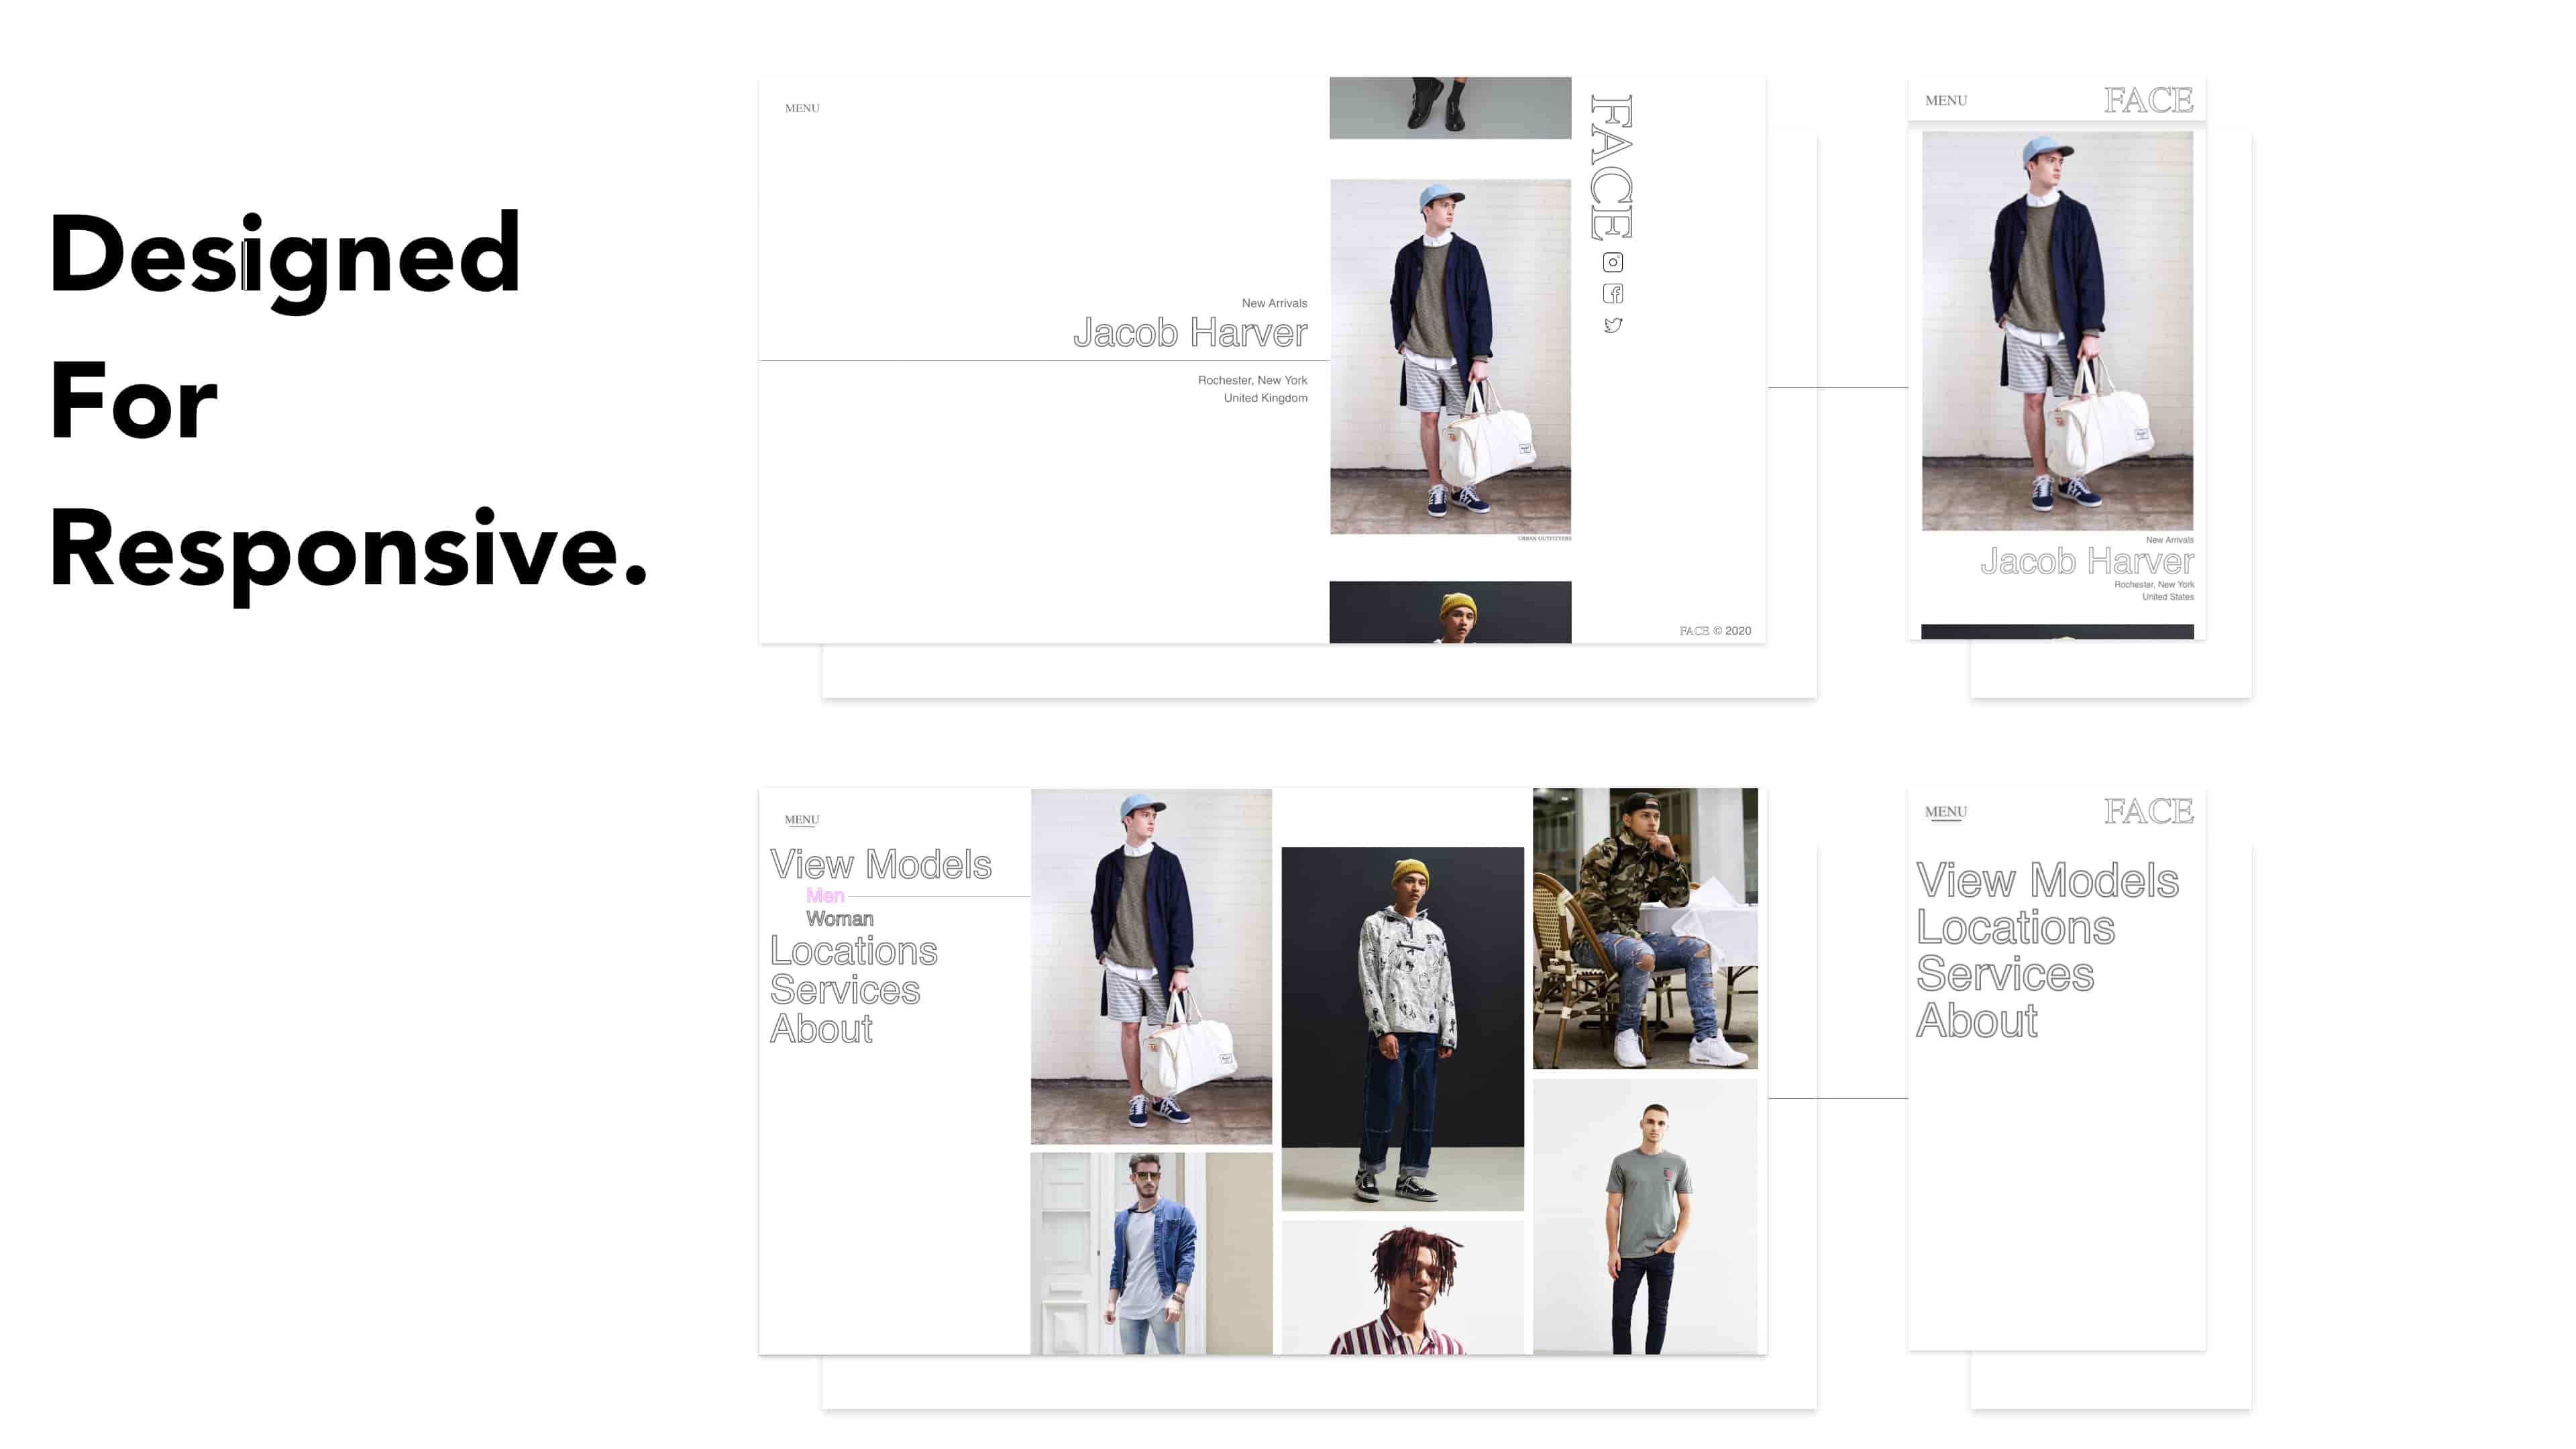 Designed
For
Responsive.
MENU
FACE
New Arrivals
Jacob Harver
Rochester, New York
United Kingdom
URBAN OUTFITTERS
FACE © 2020
MENU
FACE
New Arrivals
Jacob Harver
Rochester, New York
United States
MENU
View Models
Men
Woman
Locations
Services
About
MENU
FACE
View Models
Locations
Services
About